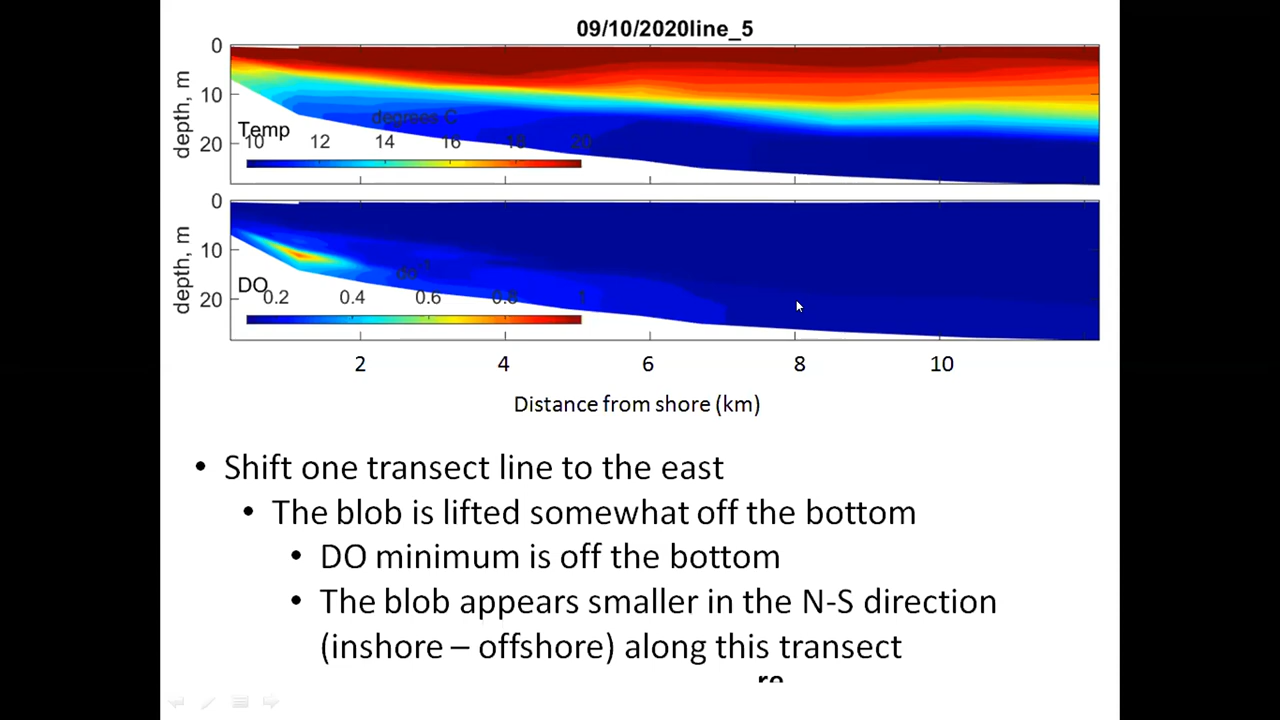 09/10/2020line_5
0
10
20
depth, m
degrees C
Temp
10 12 14 16 18 20
0
10
20
depth, m
do⁻¹
DO
0.2 0.4 0.6 0.8 1
2 4 6 8 10
Distance from shore (km)
• Shift one transect line to the east
• The blob is lifted somewhat off the bottom
• DO minimum is off the bottom
• The blob appears smaller in the N-S direction
(inshore – offshore) along this transect